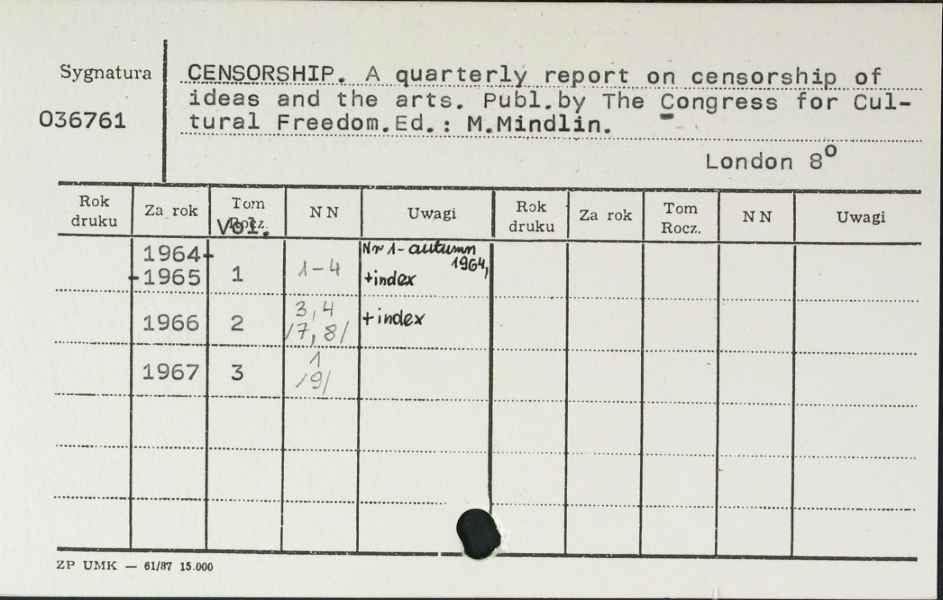 Sygnatura
036761
CENSORSHIP. A quarterly report on censorship of
ideas and the arts. Publ.by The Congress for Cul-
tural Freedom.Ed.: M.Mindlin.
London 8°
Rok druku Za rok Tom Rocz. Vol. NN Uwagi Rok druku Za rok Tom Rocz. NN Uwagi
1964-
-1965 1 1-4 Nr 1- autumn 1964, +index
1966 2 3,4 /7,8/ +index
1967 3 1 /9/
ZP UMK — 61/87 15.000